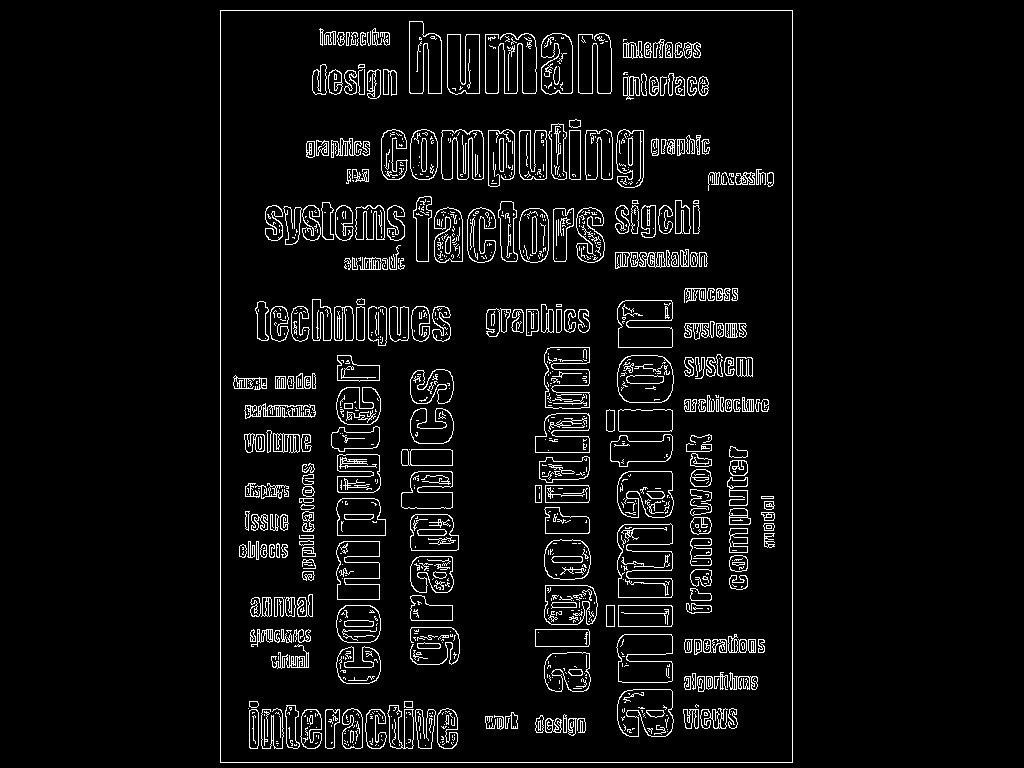 interactive human interfaces
design interface
graphics computing graphic
processing
systems factors sigchi
automatic presentation
techniques graphics animation process
systems
system
image model computer graphics algorithm
performance architecture
volume
applications framework computer
displays
issue model
objects
annual
structures operations
virtual algorithms
interactive work design views